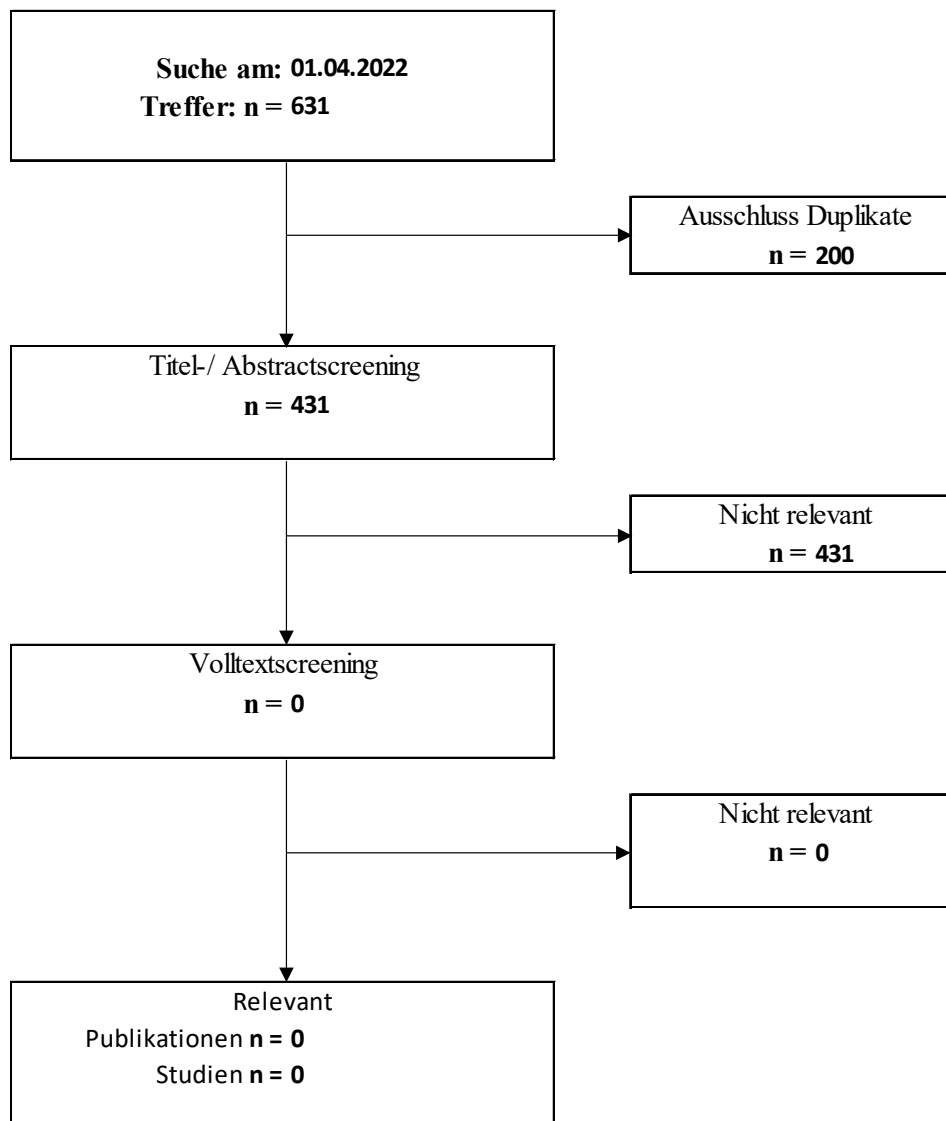 Suche am: 01.04.2022
Treffer: n = 631
Ausschluss Duplikate
n = 200
Titel-/ Abstractscreening
n = 431
Nicht relevant
n = 431
Volltextscreening
n = 0
Nicht relevant
n = 0
Relevant
Publikationen n = 0
Studien n = 0